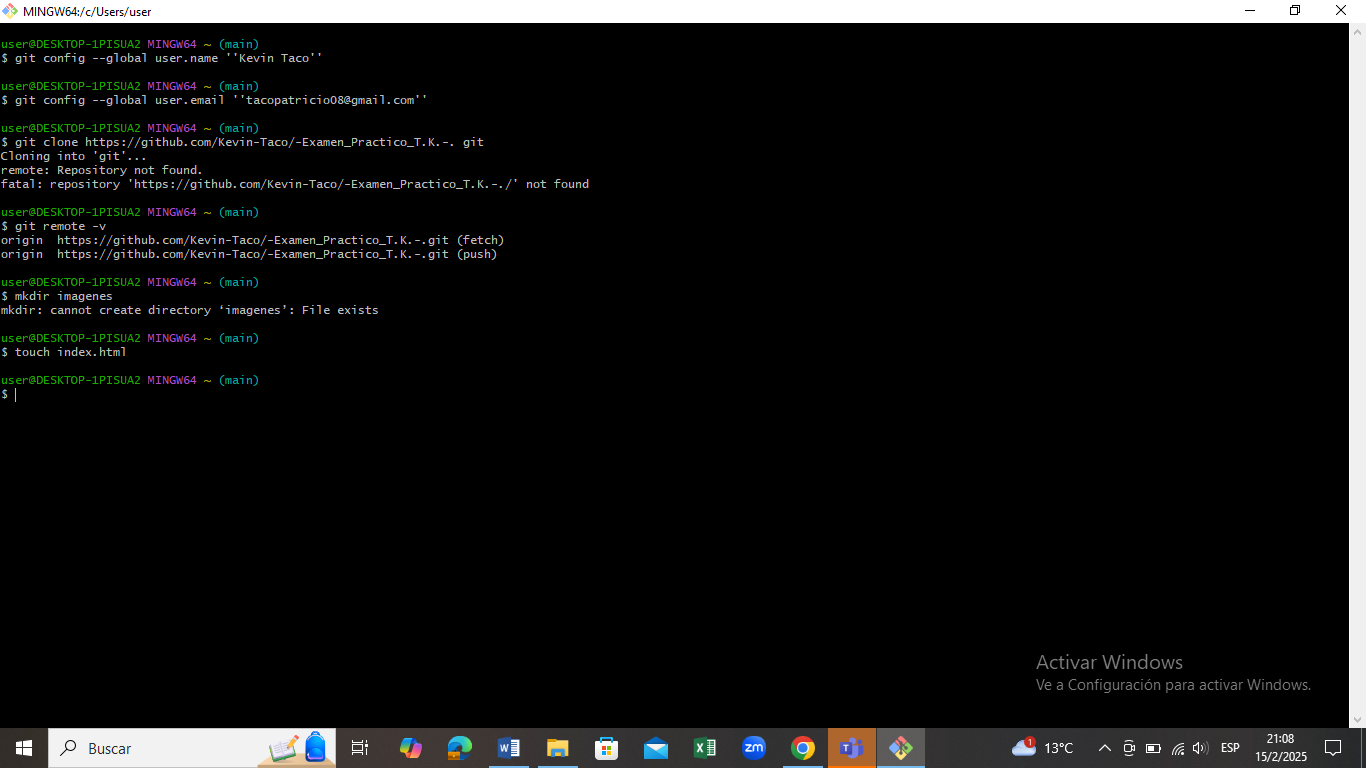 MINGW64:/c/Users/user
user@DESKTOP-1PISUA2 MINGW64 ~ (main)
$ git config --global user.name ''Kevin Taco''
user@DESKTOP-1PISUA2 MINGW64 ~ (main)
$ git config --global user.email ''tacopatricio08@gmail.com''
user@DESKTOP-1PISUA2 MINGW64 ~ (main)
$ git clone https://github.com/Kevin-Taco/-Examen_Practico_T.K.-. git
Cloning into 'git'...
remote: Repository not found.
fatal: repository 'https://github.com/Kevin-Taco/-Examen_Practico_T.K.-./' not found
user@DESKTOP-1PISUA2 MINGW64 ~ (main)
$ git remote -v
origin  https://github.com/Kevin-Taco/-Examen_Practico_T.K.-.git (fetch)
origin  https://github.com/Kevin-Taco/-Examen_Practico_T.K.-.git (push)
user@DESKTOP-1PISUA2 MINGW64 ~ (main)
$ mkdir imagenes
mkdir: cannot create directory ‘imagenes’: File exists
user@DESKTOP-1PISUA2 MINGW64 ~ (main)
$ touch index.html
user@DESKTOP-1PISUA2 MINGW64 ~ (main)
$
Activar Windows
Ve a Configuración para activar Windows.
Buscar
zm
1
13°C
ESP
21:08
15/2/2025